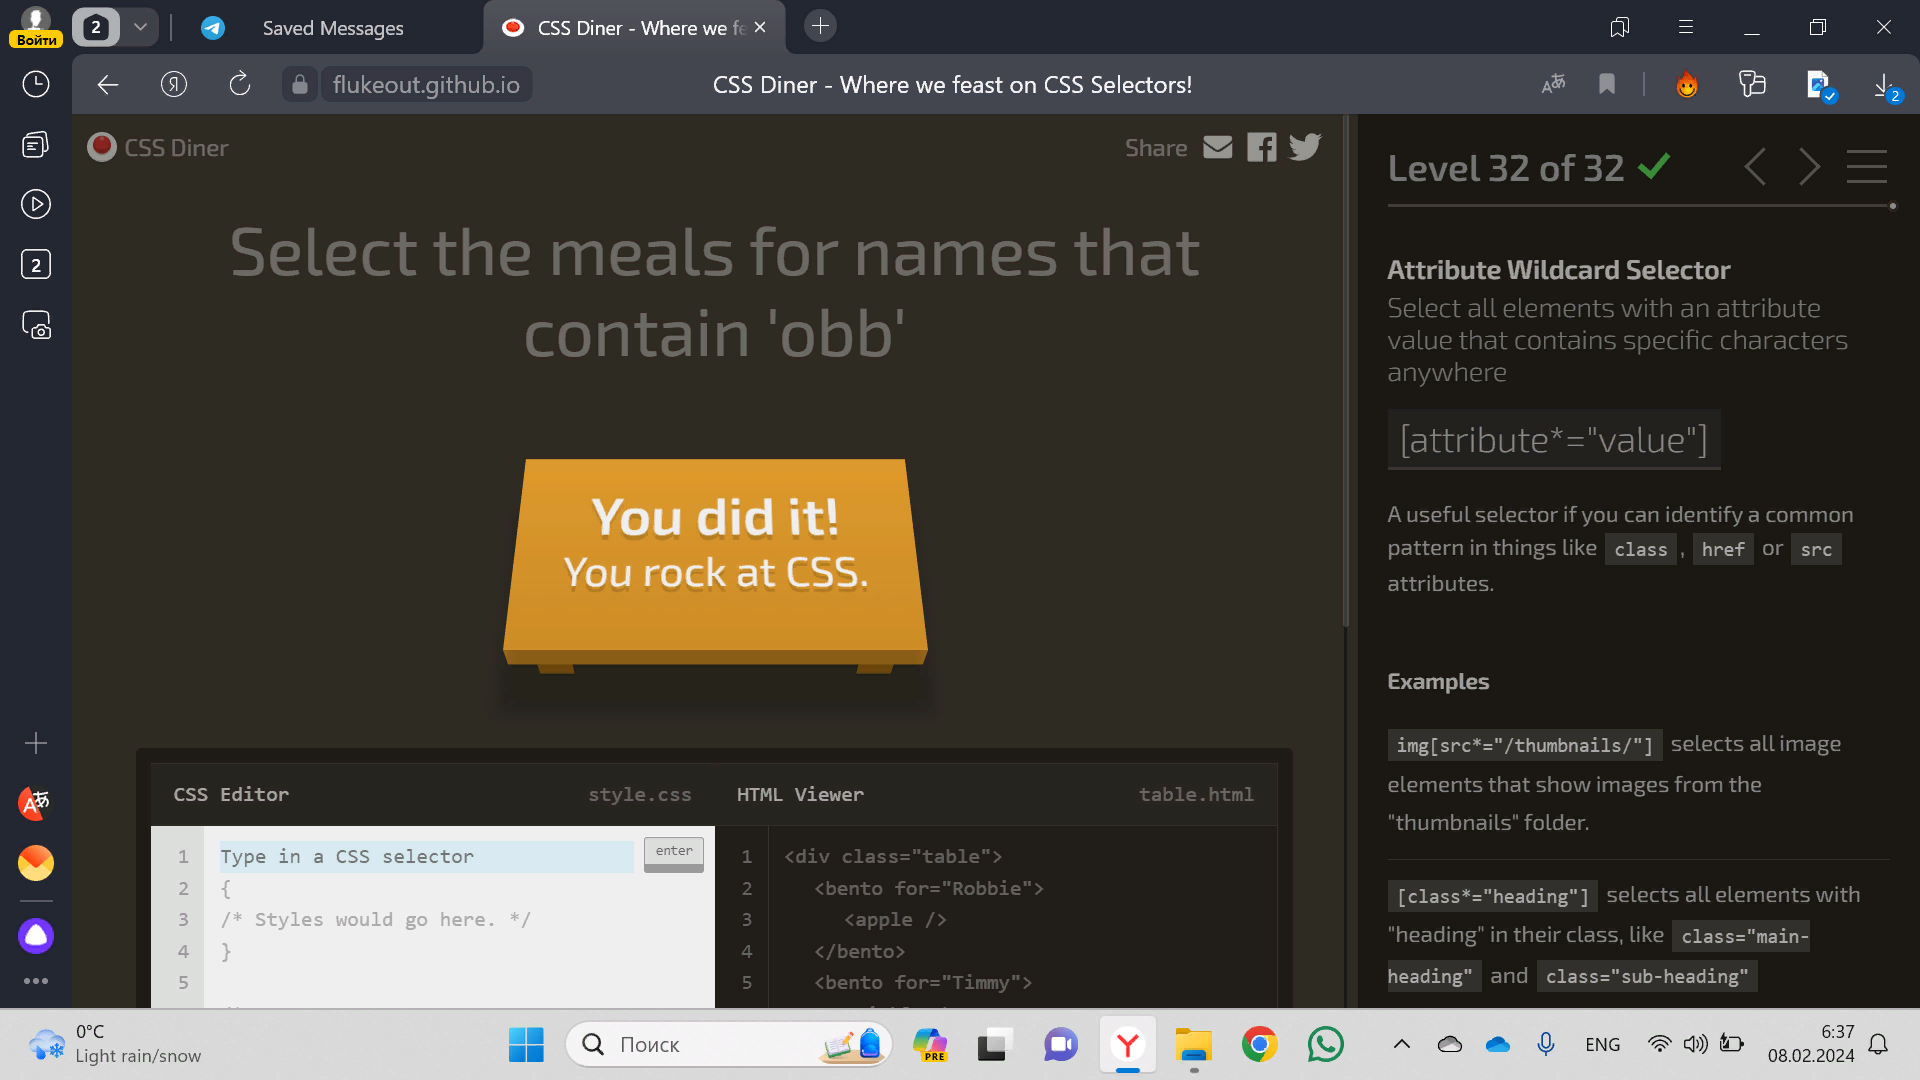 Войти
2
Saved Messages
CSS Diner - Where we fe
flukeout.github.io
CSS Diner - Where we feast on CSS Selectors!
2
2
CSS Diner
Share
Select the meals for names that
contain 'obb'
You did it!
You rock at CSS.
CSS Editor
style.css
HTML Viewer
table.html
1
Type in a CSS selector
enter
2
{
3
/* Styles would go here. */
4
}
5
1
<div class="table">
2
<bento for="Robbie">
3
<apple />
4
</bento>
5
<bento for="Timmy">
Level 32 of 32
Attribute Wildcard Selector
Select all elements with an attribute
value that contains specific characters
anywhere
[attribute*="value"]
A useful selector if you can identify a common
pattern in things like class , href or src
attributes.
Examples
img[src*="/thumbnails/"] selects all image
elements that show images from the
"thumbnails" folder.
[class*="heading"] selects all elements with
"heading" in their class, like class="main-
heading" and class="sub-heading"
0°C
Light rain/snow
Поиск
PRE
ENG
6:37
08.02.2024